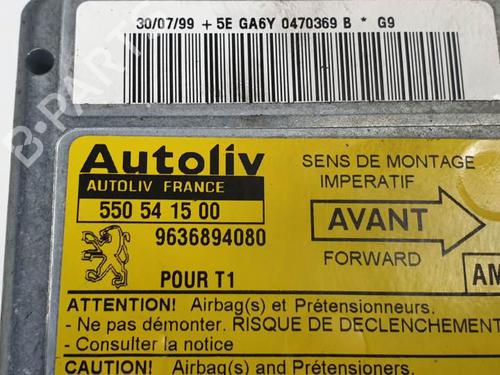 30/07/99 + 5E GA6Y 0470369 B * G9
Autoliv
AUTOLIV FRANCE
550 54 15 00
9636894080
POUR T1
SENS DE MONTAGE
IMPERATIF
AVANT
FORWARD
AM
ATTENTION! Airbag(s) et Prétensionneurs.
- Ne pas démonter. RISQUE DE DECLENCHEMENT
- Consulter la notice
CAUTION! Airbag(s) and Pretensioners.
B-PARTS